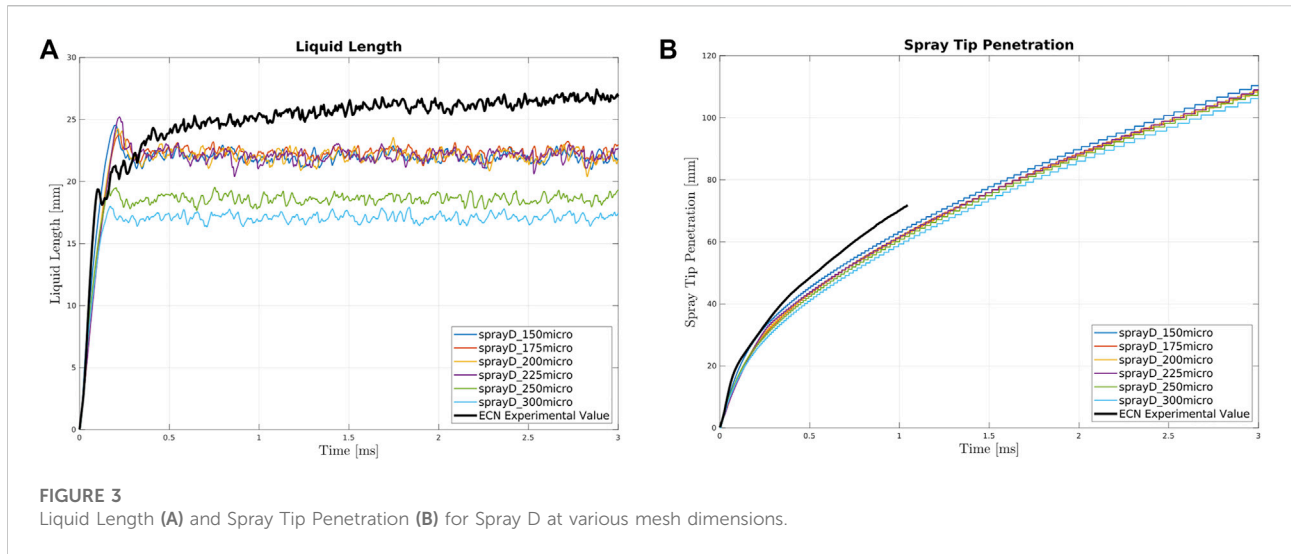 A
Liquid Length
30
25
20
15
10
5
0
Liquid Length [mm]
0
0.5
1
1.5
2
2.5
3
Time [ms]
sprayD_150micro
sprayD_175micro
sprayD_200micro
sprayD_225micro
sprayD_250micro
sprayD_300micro
ECN Experimental Value
B
Spray Tip Penetration
120
100
80
60
40
20
0
Spray Tip Penetration [mm]
0
0.5
1
1.5
2
2.5
3
Time [ms]
sprayD_150micro
sprayD_175micro
sprayD_200micro
sprayD_225micro
sprayD_250micro
sprayD_300micro
ECN Experimental Value
FIGURE 3
Liquid Length (A) and Spray Tip Penetration (B) for Spray D at various mesh dimensions.